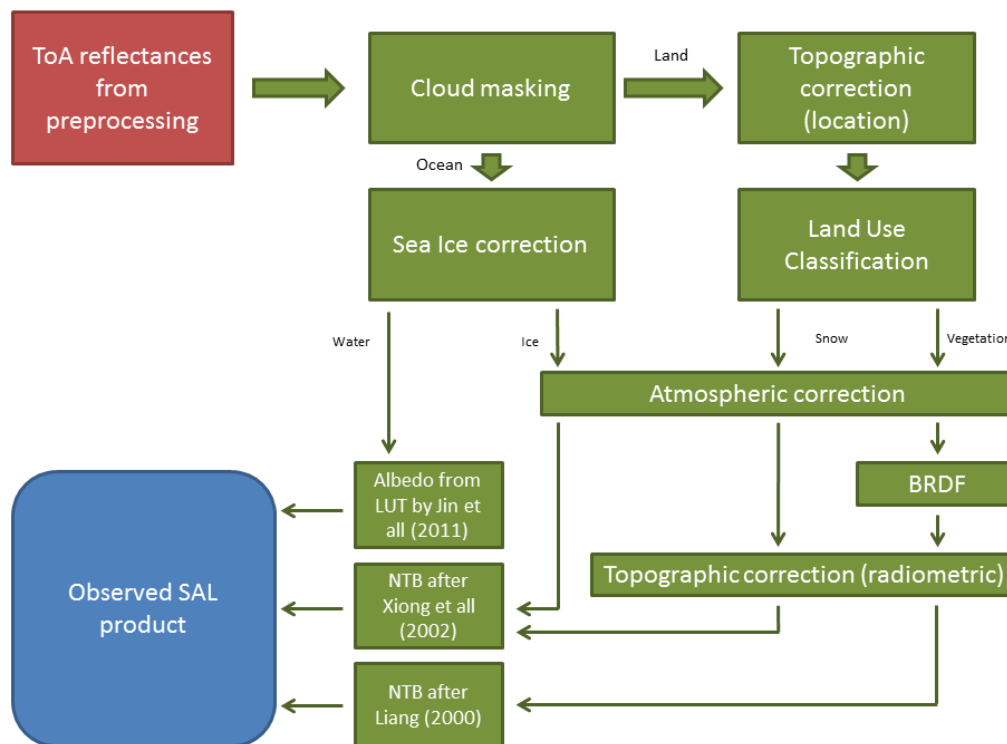 ToA reflectances
from
preprocessing
Cloud masking
Land
Topographic
correction
(location)
Ocean
Sea Ice correction
Land Use
Classification
Water
Ice
Snow
Vegetation
Atmospheric correction
Albedo from
LUT by Jin et
all (2011)
BRDF
Observed SAL
product
NTB after
Xiong et all
(2002)
Topographic correction (radiometric)
NTB after
Liang (2000)